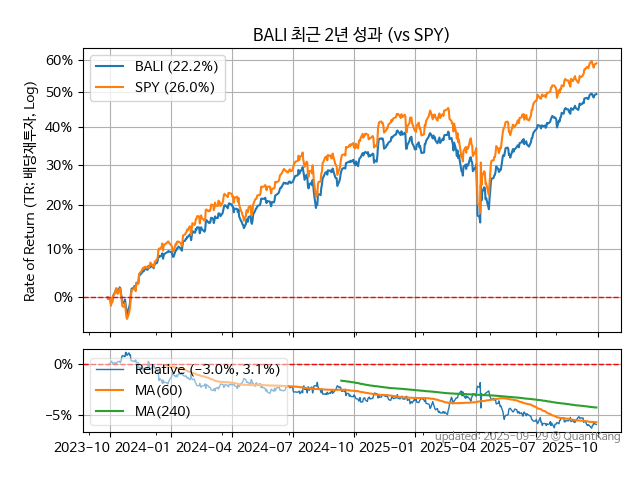 BALI 최근 2년 성과 (vs SPY)
Rate of Return (TR: 배당재투자, Log)
60%
50%
40%
30%
20%
10%
0%
BALI (22.2%)
SPY (26.0%)
0%
−5%
Relative (−3.0%, 3.1%)
MA(60)
MA(240)
2023-10 2024-01 2024-04 2024-07 2024-10 2025-01 2025-04 2025-07 2025-10
updated: 2025-09-29 © QuantKang